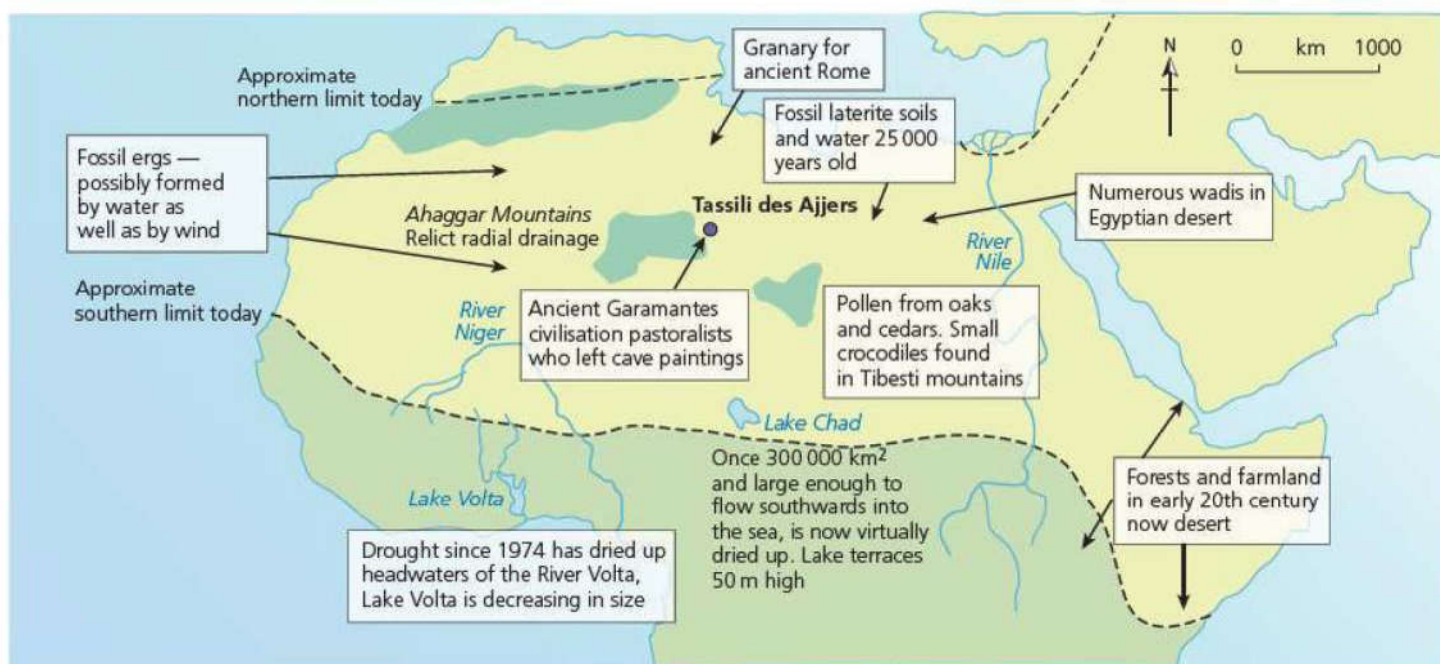 Granary for
ancient Rome
N
0 km 1000
Approximate
northern limit today
Fossil laterite soils
and water 25 000
years old
Fossil ergs —
possibly formed
by water as
well as by wind
Ahaggar Mountains
Relict radial drainage
Tassili des Ajjers
Numerous wadis in
Egyptian desert
River
Nile
Approximate
southern limit today
River
Niger
Ancient Garamantes
civilisation pastoralists
who left cave paintings
Pollen from oaks
and cedars. Small
crocodiles found
in Tibesti mountains
Lake Chad
Once 300 000 km²
and large enough to
flow southwards into
the sea, is now virtually
dried up. Lake terraces
50 m high
Forests and farmland
in early 20th century
now desert
Lake Volta
Drought since 1974 has dried up
headwaters of the River Volta,
Lake Volta is decreasing in size